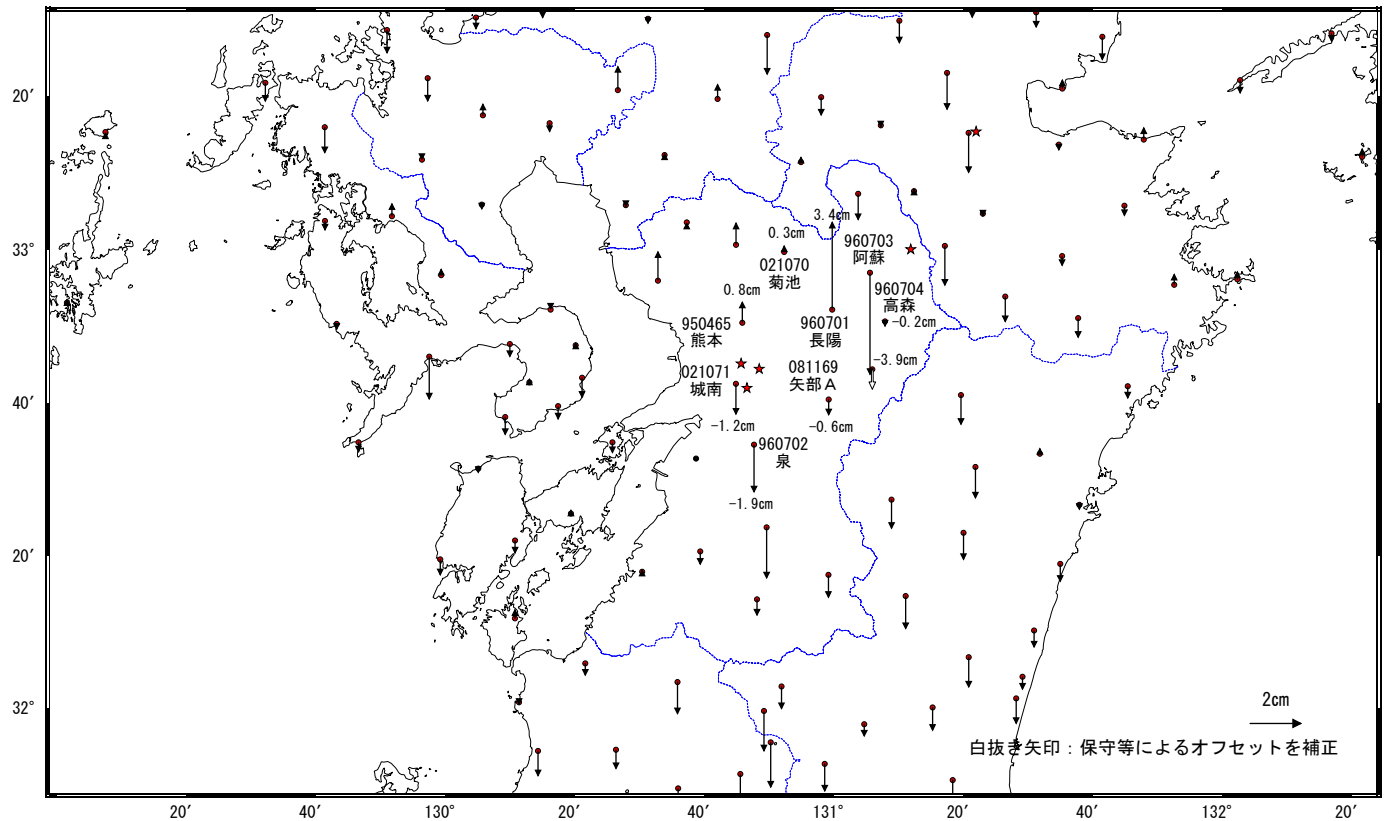 3.4cm
0.3cm
960703
阿蘇
021070
菊池
960704
高森
0.8cm
-0.2cm
950465
熊本
960701
長陽
-3.9cm
021071
城南
081169
矢部A
-1.2cm
-0.6cm
960702
泉
-1.9cm
2cm
白抜き矢印：保守等によるオフセットを補正
20′
33°
40′
20′
32°
20′
40′
130°
20′
40′
131°
20′
40′
132°
20′